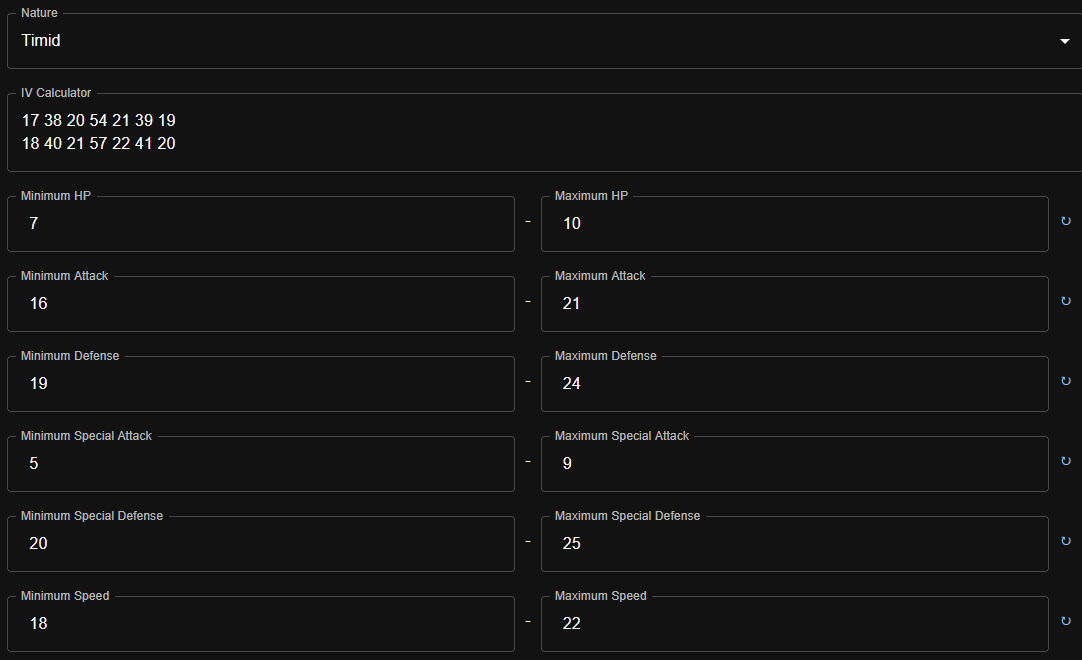 Nature
Timid
IV Calculator
17 38 20 54 21 39 19
18 40 21 57 22 41 20
Minimum HP
7
-
Maximum HP
10
Minimum Attack
16
-
Maximum Attack
21
Minimum Defense
19
-
Maximum Defense
24
Minimum Special Attack
5
-
Maximum Special Attack
9
Minimum Special Defense
20
-
Maximum Special Defense
25
Minimum Speed
18
-
Maximum Speed
22